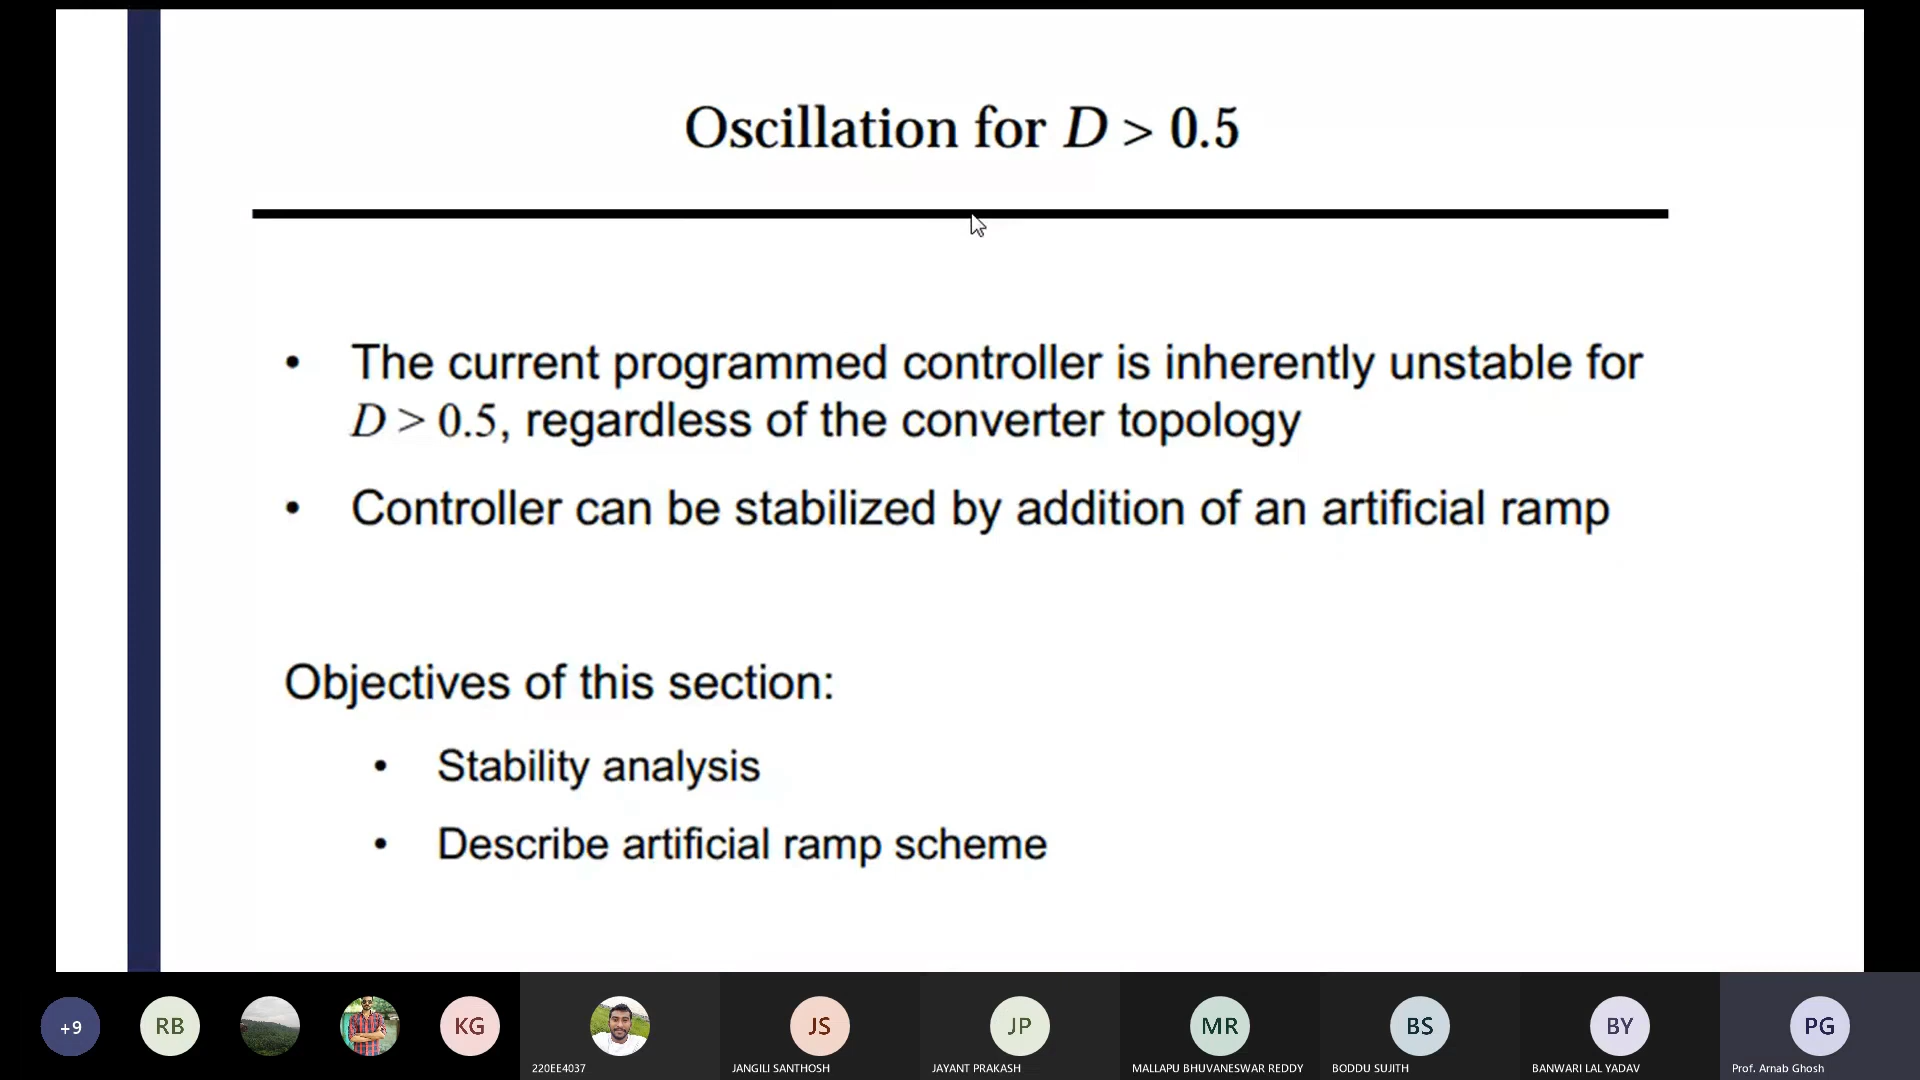 Oscillation for D > 0.5
• The current programmed controller is inherently unstable for
D > 0.5, regardless of the converter topology
• Controller can be stabilized by addition of an artificial ramp
Objectives of this section:
• Stability analysis
• Describe artificial ramp scheme
+9
RB
KG
JS
JP
MR
BS
BY
PG
220EE4037
JANGILI SANTHOSH
JAYANT PRAKASH
MALLAPU BHUVANESWAR REDDY
BODDU SUJITH
BANWARI LAL YADAV
Prof. Arnab Ghosh